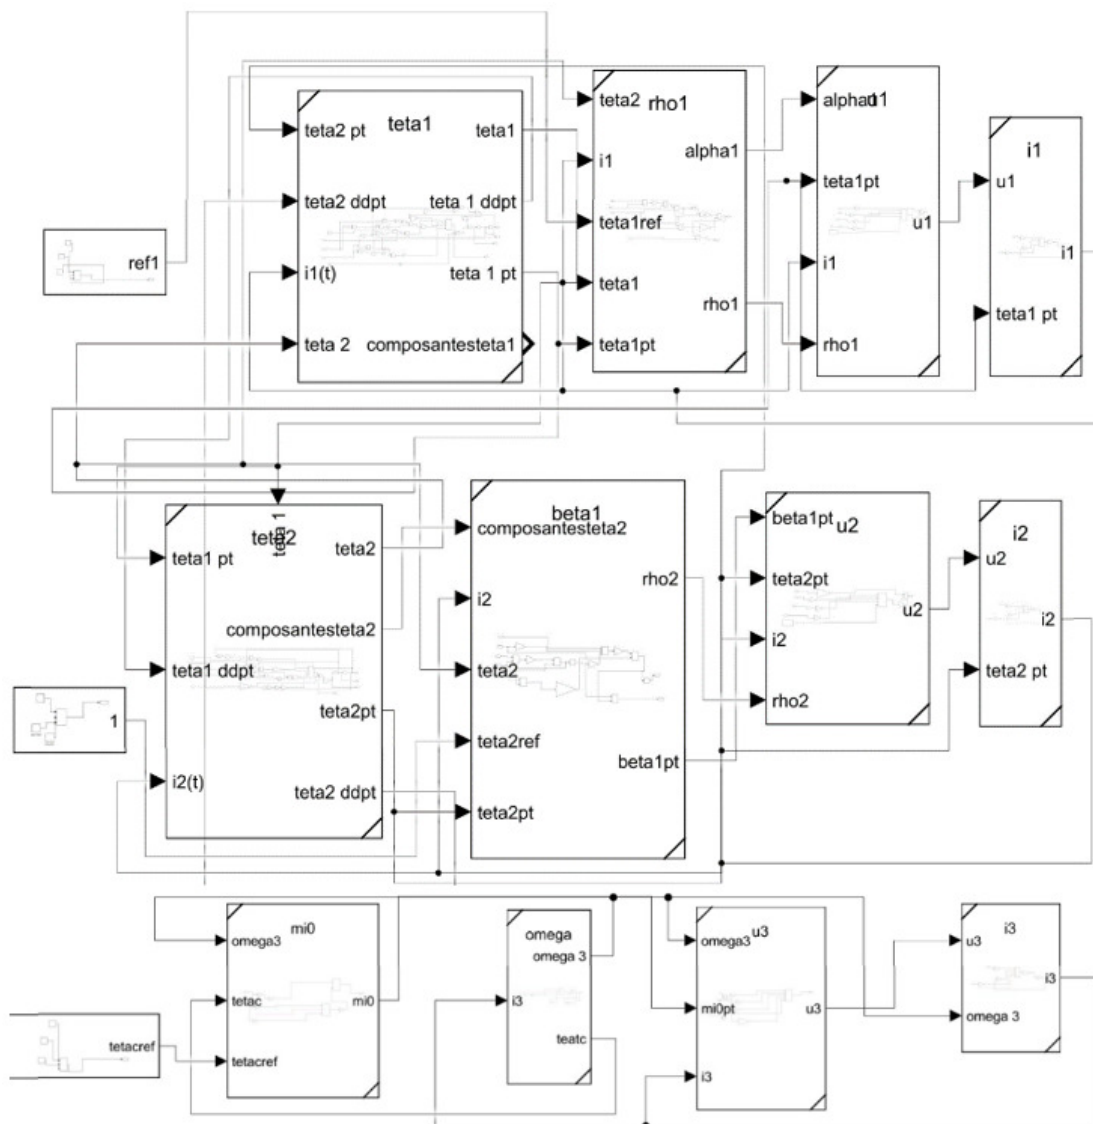 ref1
teta1
teta2 pt
teta2 ddpt
i1(t)
teta 2
teta1
teta 1 ddpt
teta 1 pt
composantesteta1
rho1
teta2
i1
teta1ref
teta1
teta1pt
alpha1
rho1
u1
alpha1
teta1pt
i1
rho1
u1
i1
u1
teta1 pt
i1
1
teta2
teta 1
teta1 pt
teta1 ddpt
i2(t)
teta2
composantesteta2
teta2pt
teta2 ddpt
beta1
composantesteta2
i2
teta2
teta2ref
teta2pt
rho2
beta1pt
u2
beta1pt
teta2pt
i2
rho2
u2
i2
u2
teta2 pt
i2
tetacref
mi0
omega3
tetac
tetacref
mi0
omega
i3
omega 3
teatc
u3
omega3
mi0pt
i3
u3
i3
u3
omega 3
i3